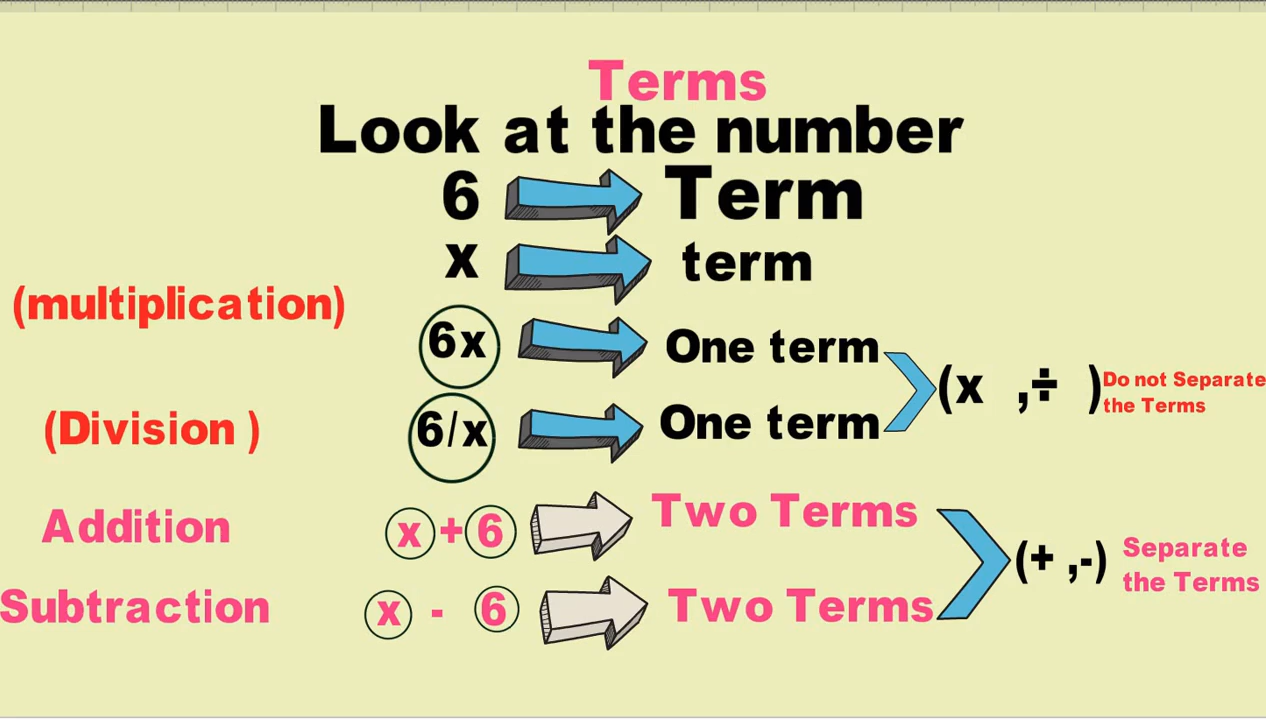 Terms
Look at the number
6 Term
x term
(multiplication)
6x One term
(x ,÷ ) Do not Separate
the Terms
(Division ) 6/x One term
Addition x + 6 Two Terms
(+ ,-) Separate
the Terms
Subtraction x - 6 Two Terms